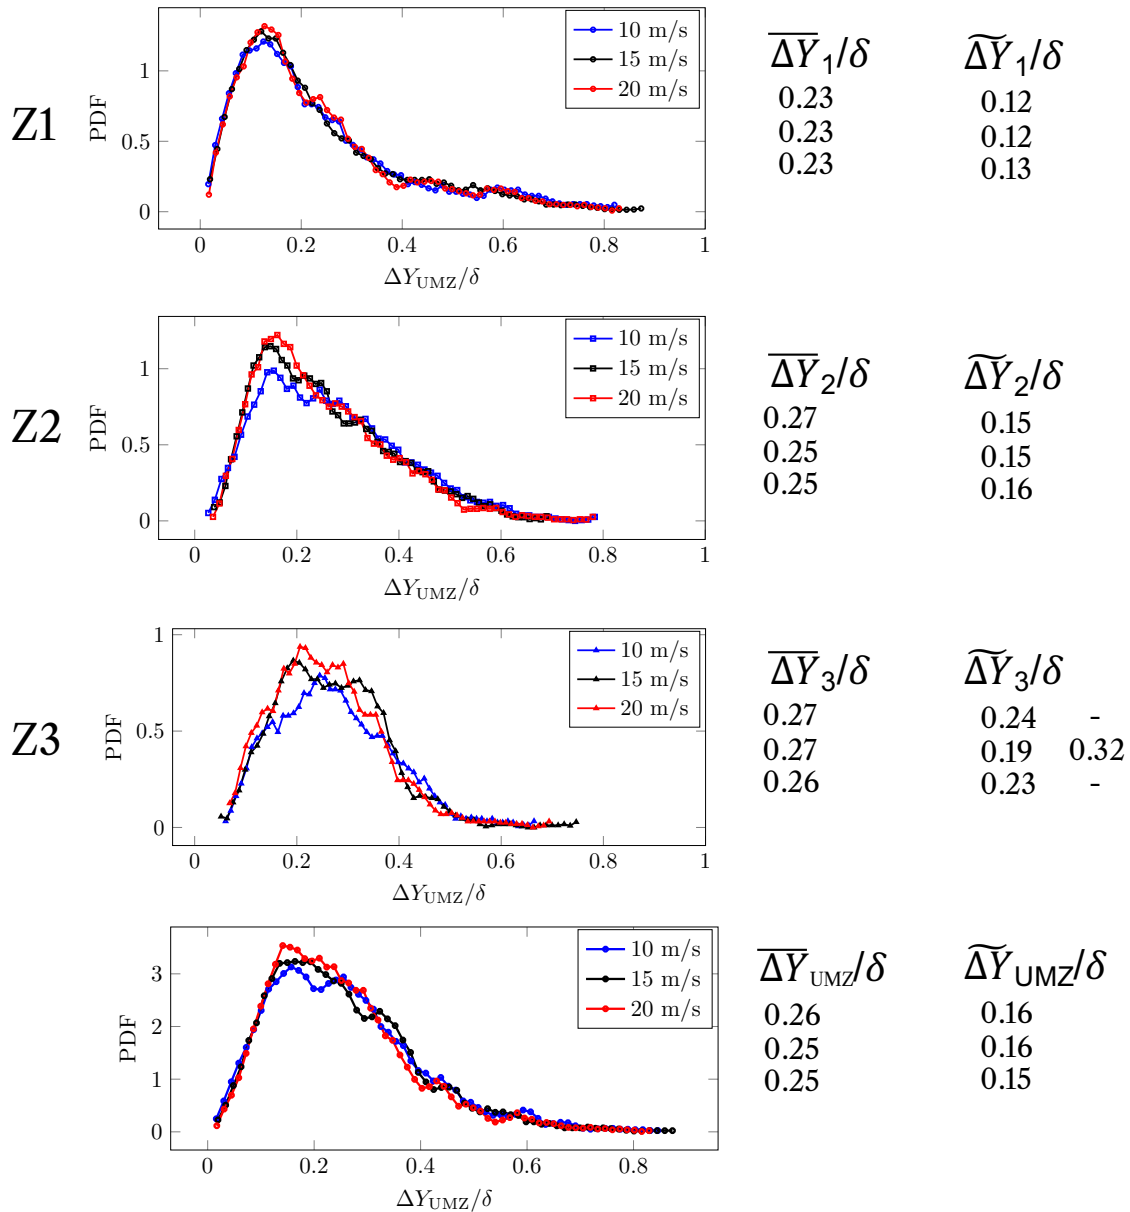 Z1
PDF
1
0.5
0
10 m/s
15 m/s
20 m/s
0 0.2 0.4 0.6 0.8 1
ΔY_UMZ/δ
\overline{ΔY}_1/δ \widetilde{ΔY}_1/δ
0.23 0.12
0.23 0.12
0.23 0.13
Z2
PDF
1
0.5
0
10 m/s
15 m/s
20 m/s
0 0.2 0.4 0.6 0.8 1
ΔY_UMZ/δ
\overline{ΔY}_2/δ \widetilde{ΔY}_2/δ
0.27 0.15
0.25 0.15
0.25 0.16
Z3
PDF
1
0.5
0
10 m/s
15 m/s
20 m/s
0 0.2 0.4 0.6 0.8 1
ΔY_UMZ/δ
\overline{ΔY}_3/δ \widetilde{ΔY}_3/δ
0.27 0.24 -
0.27 0.19 0.32
0.26 0.23 -
PDF
3
2
1
0
10 m/s
15 m/s
20 m/s
0 0.2 0.4 0.6 0.8
ΔY_UMZ/δ
\overline{ΔY}_UMZ/δ \widetilde{ΔY}_UMZ/δ
0.26 0.16
0.25 0.16
0.25 0.15